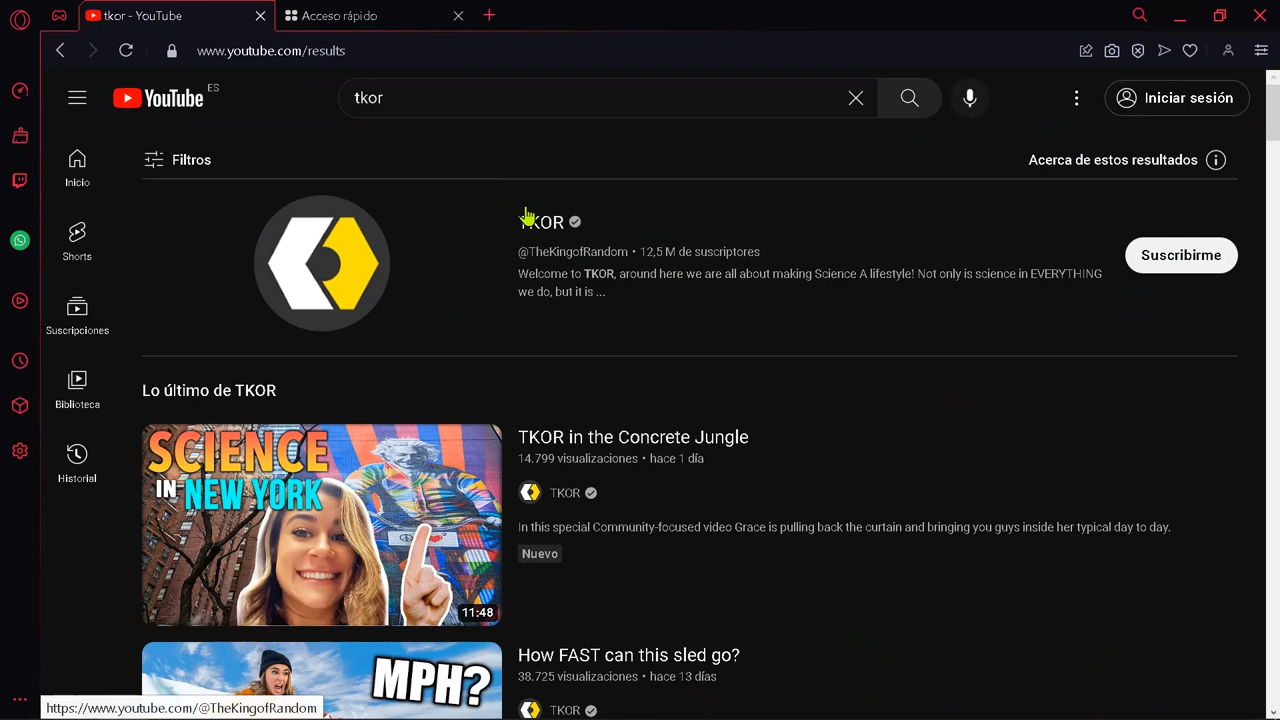 tkor - YouTube
Acceso rápido
www.youtube.com/results
YouTube ES
tkor
Iniciar sesión
Inicio
Shorts
Suscripciones
Biblioteca
Historial
Filtros
Acerca de estos resultados
TKOR
@TheKingofRandom • 12,5 M de suscriptores
Welcome to TKOR, around here we are all about making Science A lifestyle! Not only is science in EVERYTHING
we do, but it is ...
Suscribirme
Lo último de TKOR
SCIENCE
IN NEW YORK
11:48
TKOR in the Concrete Jungle
14.799 visualizaciones • hace 1 día
TKOR
In this special Community-focused video Grace is pulling back the curtain and bringing you guys inside her typical day to day.
Nuevo
MPH?
How FAST can this sled go?
38.725 visualizaciones • hace 13 días
TKOR
https://www.youtube.com/@TheKingofRandom